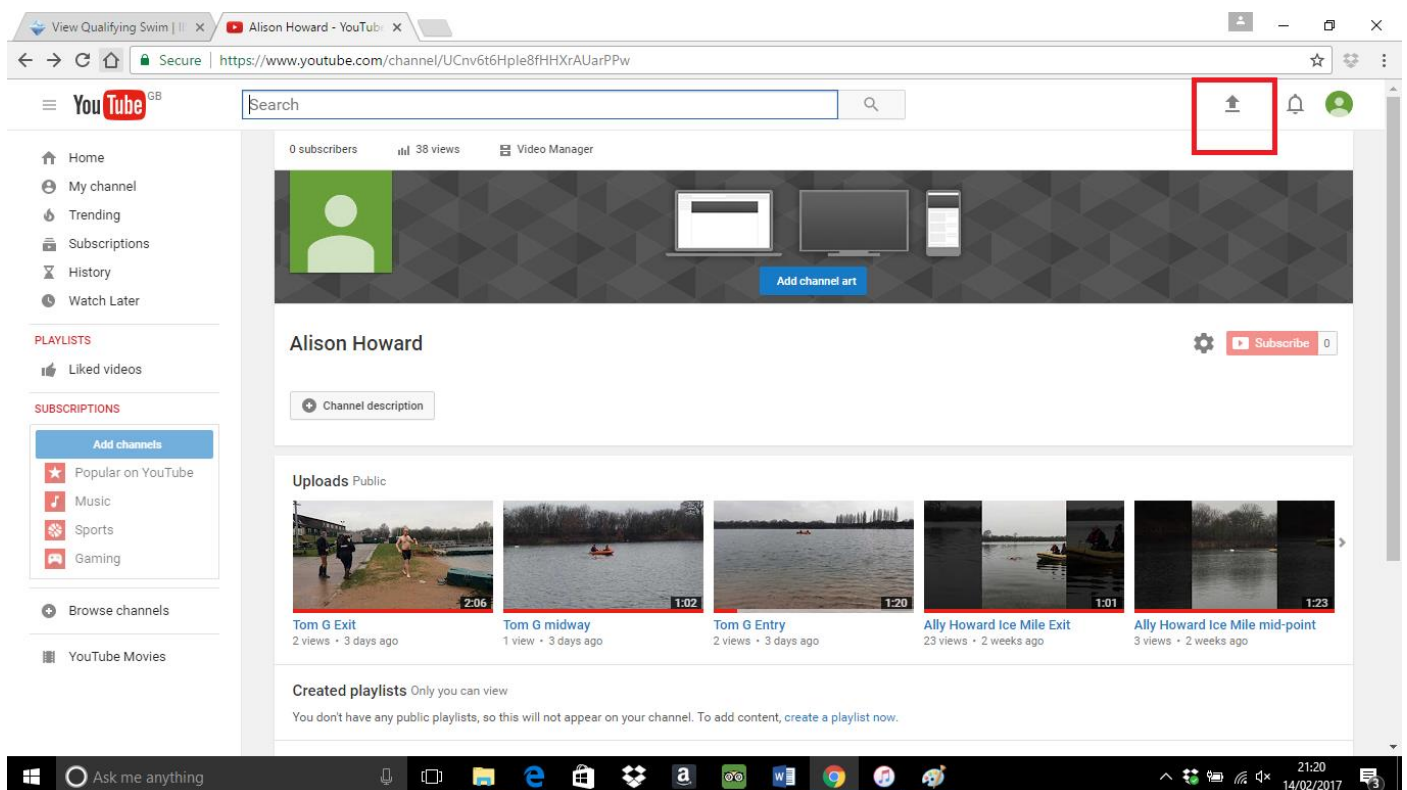 View Qualifying Swim | II
Alison Howard - YouTub
Secure | https://www.youtube.com/channel/UCnv6t6Hple8fHHXrAUarPPw
YouTube GB
Search
Home
My channel
Trending
Subscriptions
History
Watch Later
PLAYLISTS
Liked videos
SUBSCRIPTIONS
Add channels
Popular on YouTube
Music
Sports
Gaming
Browse channels
YouTube Movies
0 subscribers 38 views Video Manager
Add channel art
Alison Howard
Subscribe 0
Channel description
Uploads Public
2:06 1:02 1:20 1:01 1:23
Tom G Exit Tom G midway Tom G Entry Ally Howard Ice Mile Exit Ally Howard Ice Mile mid-point
2 views • 3 days ago 1 view • 3 days ago 2 views • 3 days ago 23 views • 2 weeks ago 3 views • 2 weeks ago
Created playlists Only you can view
You don't have any public playlists, so this will not appear on your channel. To add content, create a playlist now.
Ask me anything
21:20
14/02/2017
3